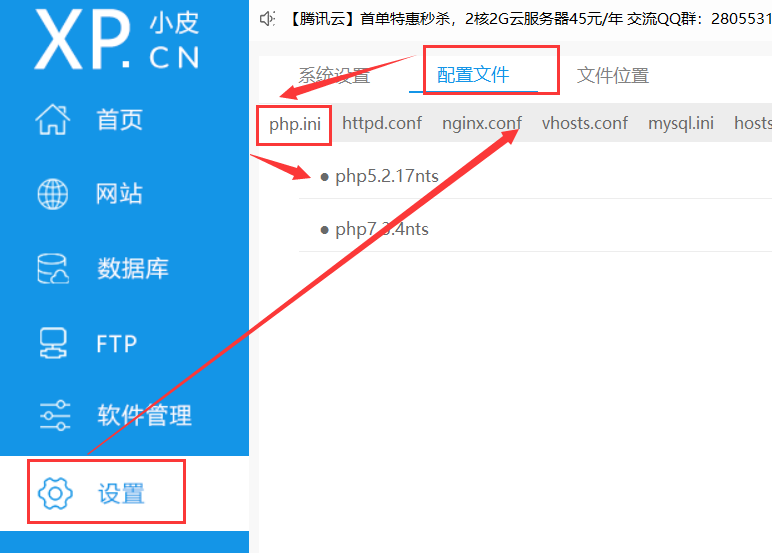 XP.CN 小皮
【腾讯云】首单特惠秒杀，2核2G云服务器45元/年 交流QQ群：2805531
系统设置 配置文件 文件位置
php.ini httpd.conf nginx.conf vhosts.conf mysql.ini hosts
php5.2.17nts
php7.3.4nts
首页
网站
数据库
FTP
软件管理
设置